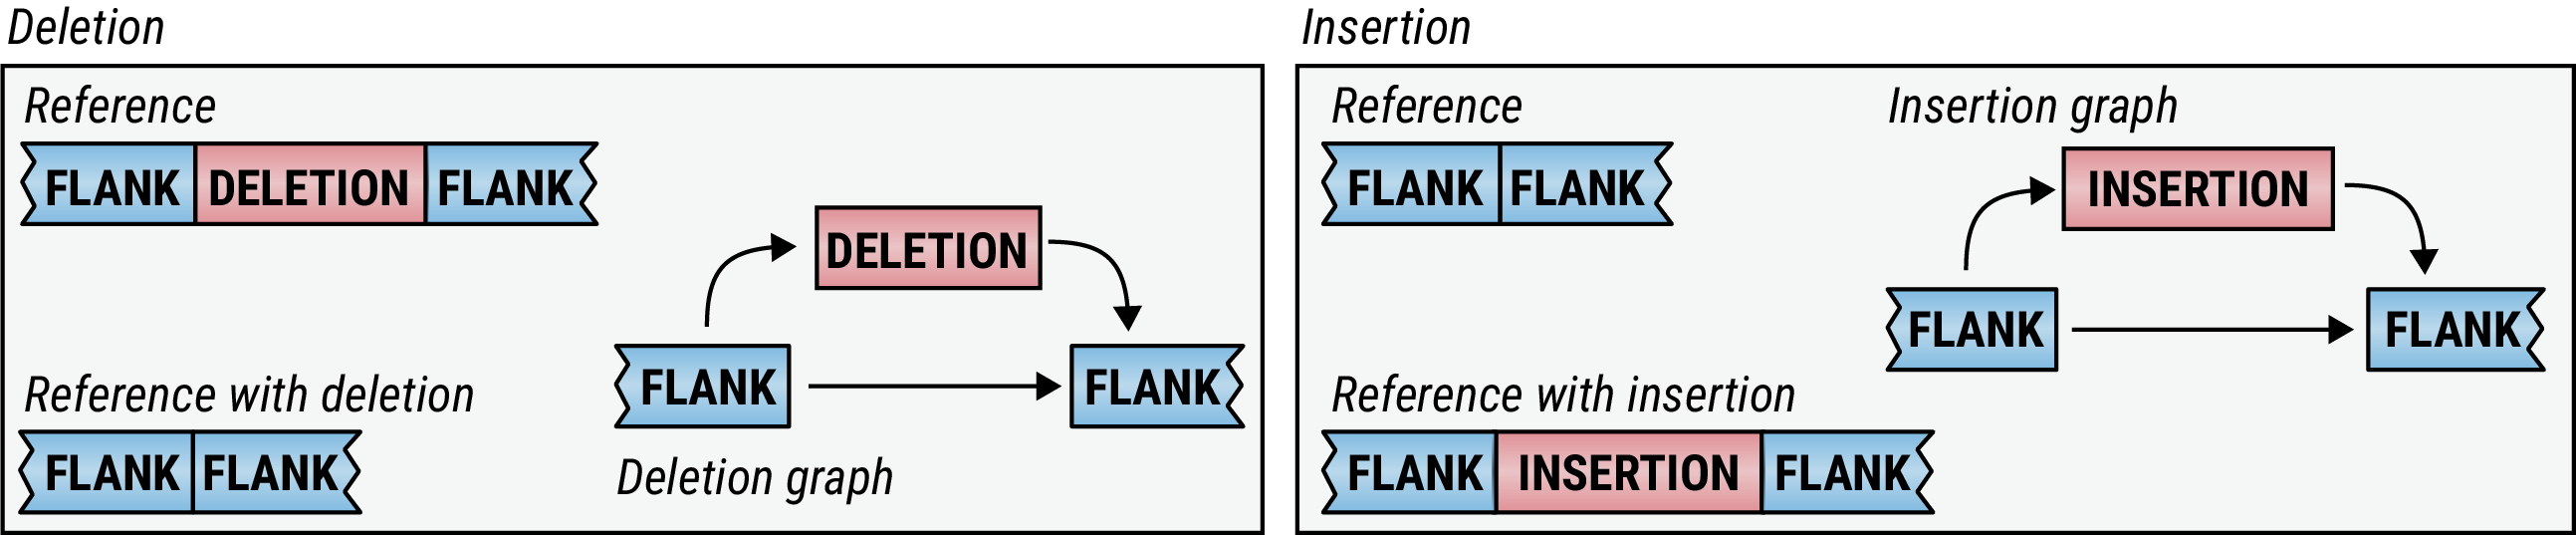 Deletion
Reference
FLANK DELETION FLANK
DELETION
FLANK FLANK
Reference with deletion
FLANK FLANK
Deletion graph
Insertion
Reference
FLANK FLANK
Insertion graph
INSERTION
FLANK FLANK
Reference with insertion
FLANK INSERTION FLANK